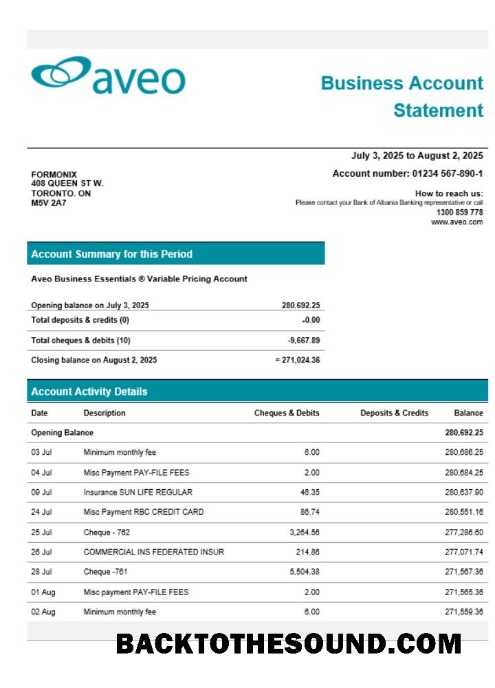 aveo
Business Account
Statement
July 3, 2025 to August 2, 2025
FORMONIX
408 QUEEN ST W.
TORONTO. ON
M5V 2A7
Account number: 01234 567-890-1
How to reach us:
Please contact your Bank of Albania Banking representative or call
1300 859 778
www.aveo.com
Account Summary for this Period
Aveo Business Essentials ® Variable Pricing Account
Opening balance on July 3, 2025 280.692.25
Total deposits & credits (0) -0.00
Total cheques & debits (10) -9,667.89
Closing balance on August 2, 2025 = 271,024.36
Account Activity Details
Date Description Cheques & Debits Deposits & Credits Balance
Opening Balance 280,692.25
03 Jul Minimum monthly fee 6.00 280,686.25
04 Jul Misc Payment PAY-FILE FEES 2.00 280,684.25
09 Jul Insurance SUN LIFE REGULAR 46.35 280,637.90
24 Jul Misc Payment RBC CREDIT CARD 86.74 280,551.16
25 Jul Cheque - 762 3,264.56 277,286.60
26 Jul COMMERCIAL INS FEDERATED INSUR 214.86 277,071.74
28 Jul Cheque -761 5,504.38 271,567.36
01 Aug Misc payment PAY-FILE FEES 2.00 271,565.36
02 Aug Minimum monthly fee 6.00 271,559.36
BACKTOTHESOUND.COM